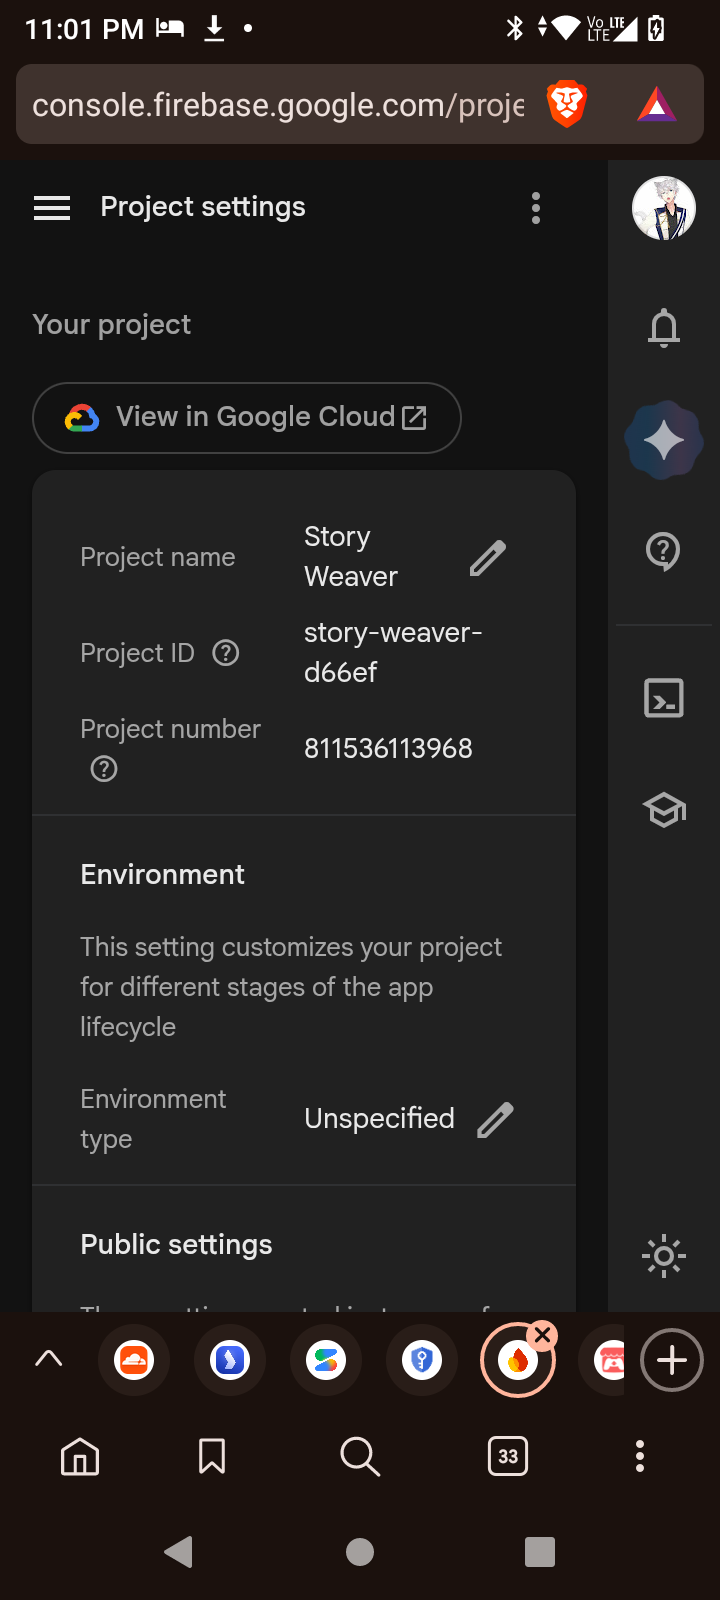 11:01 PM
Vo LTE
LTE
console.firebase.google.com/proje
Project settings
Your project
View in Google Cloud
Project name
Story
Weaver
Project ID
story-weaver-
d66ef
Project number
811536113968
Environment
This setting customizes your project
for different stages of the app
lifecycle
Environment
type
Unspecified
Public settings
33